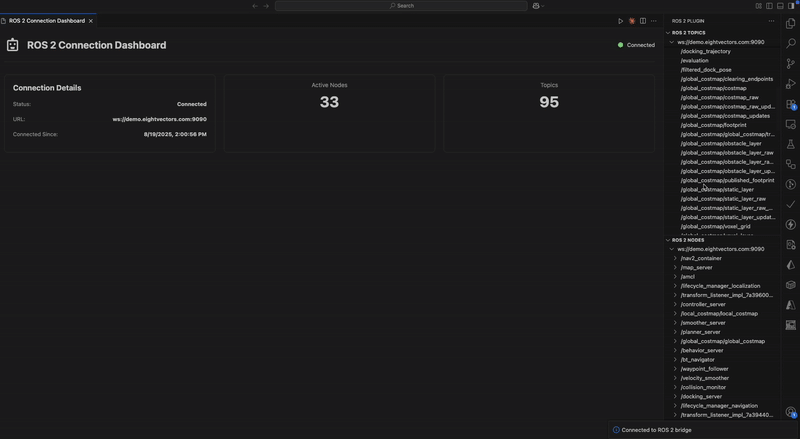 Search
ROS 2 Connection Dashboard
ROS 2 Connection Dashboard
Connected
Connection Details
Status:
Connected
URL:
ws://demo.eightvectors.com:9090
Connected Since:
8/19/2025, 2:00:56 PM
Active Nodes
33
Topics
95
ROS 2 PLUGIN
ROS 2 TOPICS
ws://demo.eightvectors.com:9090
/docking_trajectory
/evaluation
/filtered_dock_pose
/global_costmap/clearing_endpoints
/global_costmap/costmap
/global_costmap/costmap_raw
/global_costmap/costmap_raw_upd...
/global_costmap/costmap_updates
/global_costmap/footprint
/global_costmap/global_costmap/tr...
/global_costmap/obstacle_layer
/global_costmap/obstacle_layer_raw
/global_costmap/obstacle_layer_ra...
/global_costmap/obstacle_layer_up...
/global_costmap/published_footprint
/global_costmap/static_layer
/global_costmap/static_layer_raw
/global_costmap/static_layer_raw_...
/global_costmap/static_layer_updat...
/global_costmap/voxel_grid
ROS 2 NODES
ws://demo.eightvectors.com:9090
/nav2_container
/map_server
/amcl
/lifecycle_manager_localization
/transform_listener_impl_7a39600...
/controller_server
/local_costmap/local_costmap
/smoother_server
/planner_server
/global_costmap/global_costmap
/behavior_server
/bt_navigator
/waypoint_follower
/velocity_smoother
/collision_monitor
/docking_server
/lifecycle_manager_navigation
/transform_listener_impl_7a39440...
Connected to ROS 2 bridge